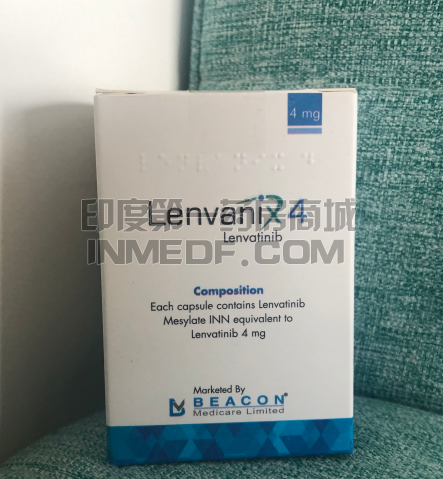 4 mg
Lenvanix 4
印度第一药房商城
Lenvatinib
INMEDF.COM
Composition
Each capsule contains Lenvatinib
Mesylate INN equivalent to
Lenvatinib 4 mg
Marketed By
BEACON®
Medicare Limited